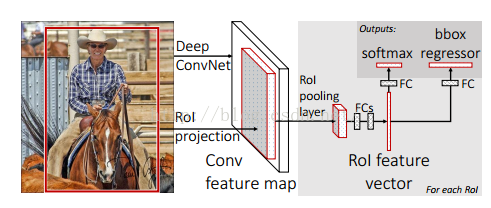 Deep
ConvNet
RoI
projection
Conv
feature map
RoI
pooling
layer
FCs
RoI feature
vector
Outputs:
softmax
bbox
regressor
FC
FC
For each RoI